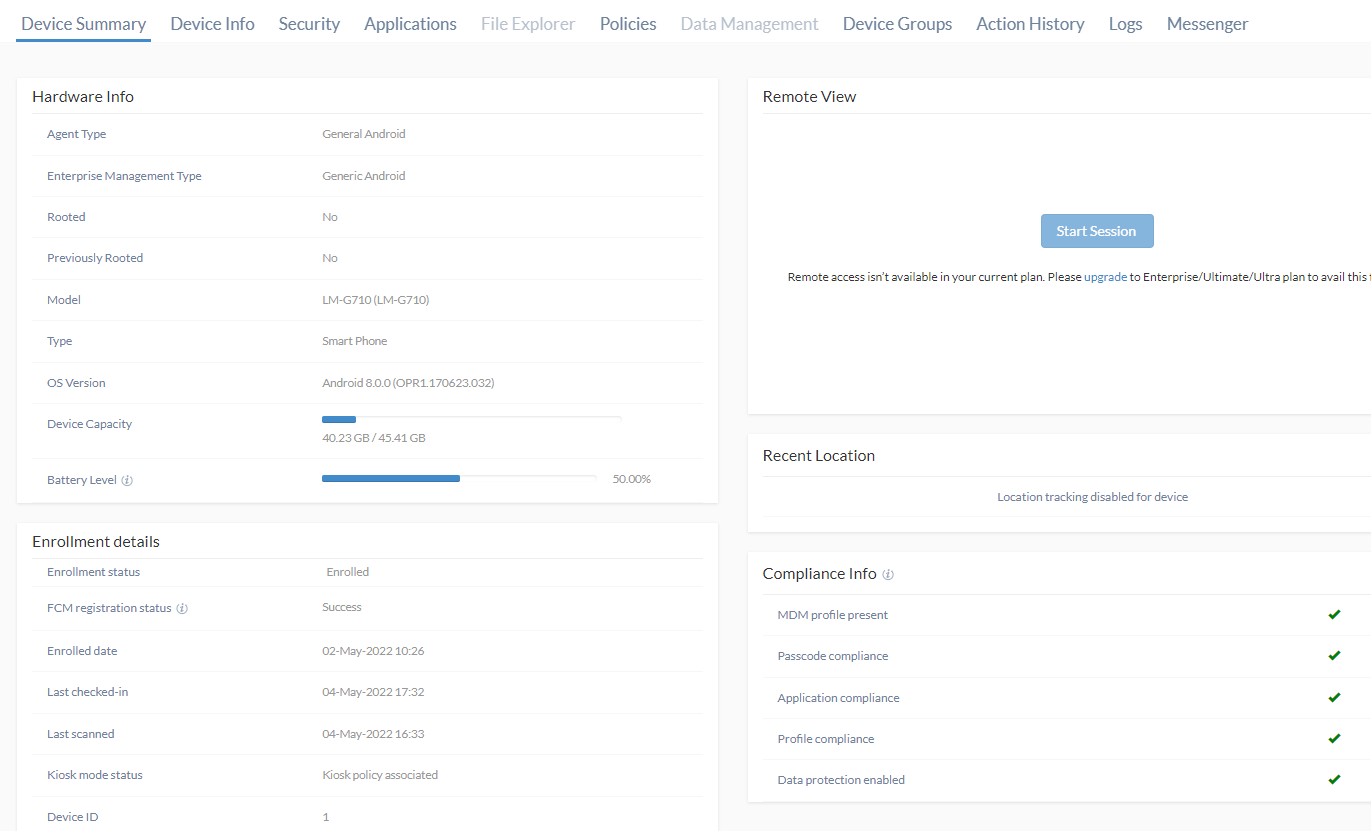 Device Summary Device Info Security Applications File Explorer Policies Data Management Device Groups Action History Logs Messenger
Hardware Info
Agent Type General Android
Enterprise Management Type Generic Android
Rooted No
Previously Rooted No
Model LM-G710 (LM-G710)
Type Smart Phone
OS Version Android 8.0.0 (OPR1.170623.032)
Device Capacity
40.23 GB / 45.41 GB
Battery Level 50.00%
Enrollment details
Enrollment status Enrolled
FCM registration status Success
Enrolled date 02-May-2022 10:26
Last checked-in 04-May-2022 17:32
Last scanned 04-May-2022 16:33
Kiosk mode status Kiosk policy associated
Device ID 1
Remote View
Start Session
Remote access isn't available in your current plan. Please upgrade to Enterprise/Ultimate/Ultra plan to avail this
Recent Location
Location tracking disabled for device
Compliance Info
MDM profile present
Passcode compliance
Application compliance
Profile compliance
Data protection enabled